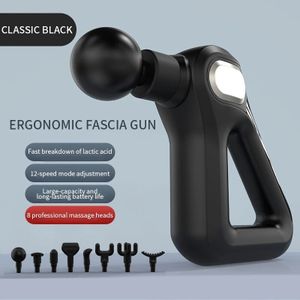 CLASSIC BLACK
ERGONOMIC FASCIA GUN
Fast breakdown of lactic acid
12-speed mode adjustment
Large-capacity and
long-lasting battery life
8 professional massage heads